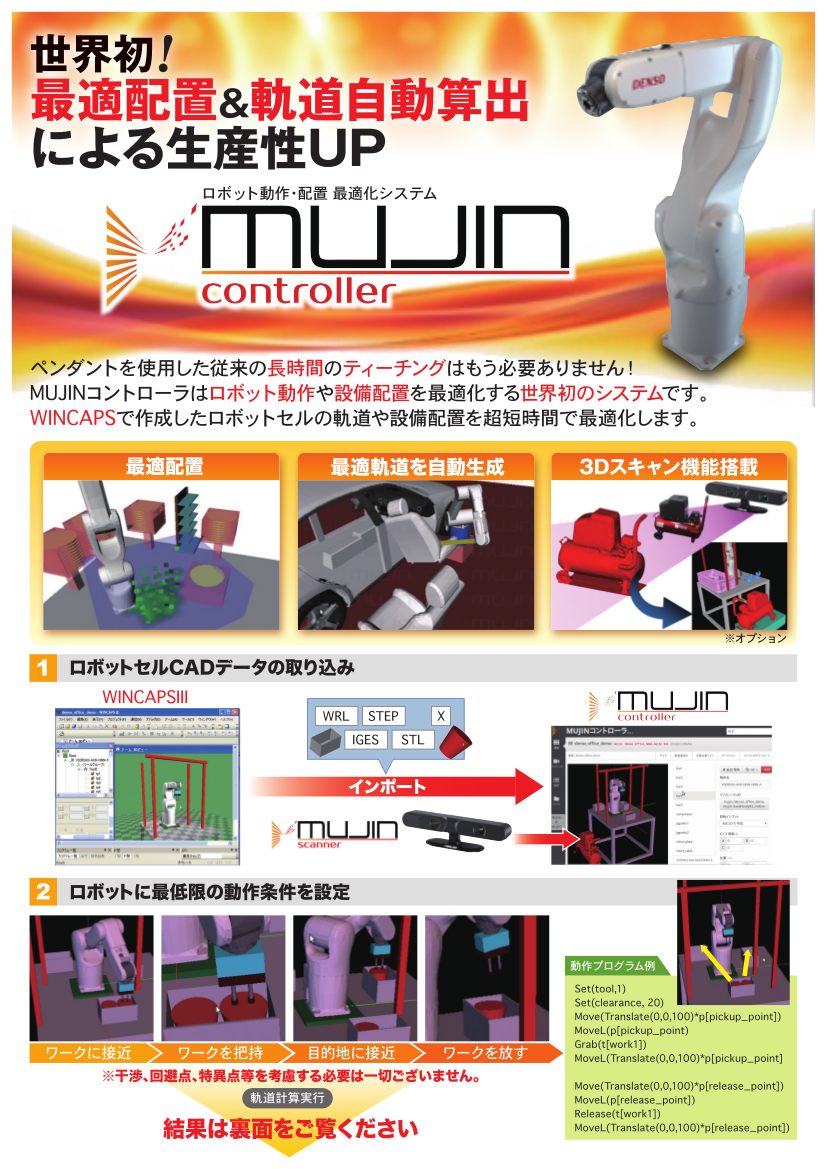 世界初!
最適配置&軌道自動算出
による生産性UP
DENSO
ロボット動作・配置 最適化システム
MUJIN
controller
ペンダントを使用した従来の長時間のティーチングはもう必要ありません!
MUJINコントローラはロボット動作や設備配置を最適化する世界初のシステムです。
WINCAPSで作成したロボットセルの軌道や設備配置を超短時間で最適化します。
最適配置
最適軌道を自動生成
3Dスキャン機能搭載
※オプション
1 ロボットセルCADデータの取り込み
WINCAPSIII
WRL STEP X
IGES STL
インポート
MUJIN
scanner
MUJIN
controller
MUJINコントローラ...
2 ロボットに最低限の動作条件を設定
ワークに接近
ワークを把持
目的地に接近
ワークを放す
※干渉、回避点、特異点等を考慮する必要は一切ございません。
軌道計算実行
結果は裏面をご覧ください
動作プログラム例
Set(tool,1)
Set(clearance, 20)
Move(Translate(0,0,100)*p[pickup_point])
MoveL(p[pickup_point)
Grab(t[work1])
MoveL(Translate(0,0,100)*p[pickup_point]
Move(Translate(0,0,100)*p[release_point])
MoveL(p[release_point])
Release(t[work1])
MoveL(Translate(0,0,100)*p[release_point])